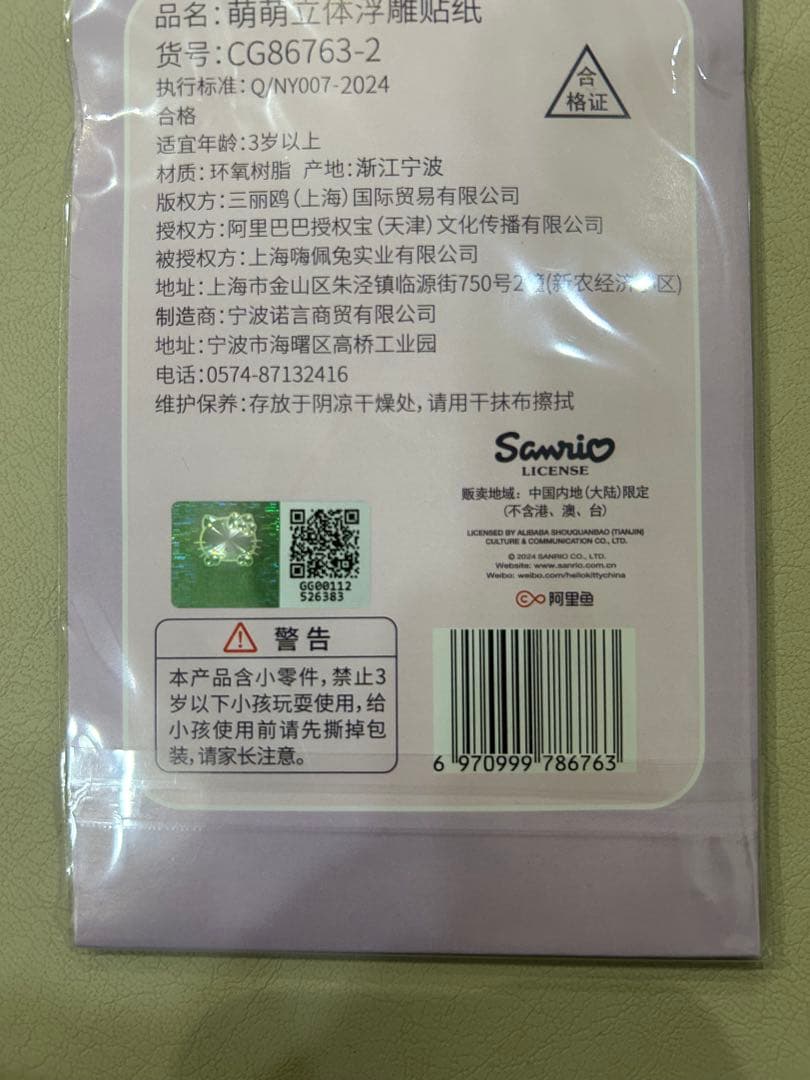 品名：萌萌立体浮雕贴纸
货号：CG86763-2
执行标准：Q/NY007-2024
合格
合
格证
适宜年龄：3岁以上
材质：环氧树脂 产地：浙江宁波
版权方：三丽鸥（上海）国际贸易有限公司
授权方：阿里巴巴授权宝（天津）文化传播有限公司
被授权方：上海嗨佩兔实业有限公司
地址：上海市金山区朱泾镇临源街750号2(新农经济区)
制造商：宁波诺言商贸有限公司
地址：宁波市海曙区高桥工业园
电话：0574-87132416
维护保养：存放于阴凉干燥处，请用干抹布擦拭
Sanrio
LICENSE
贩卖地域：中国内地（大陆）限定
（不含港、澳、台）
LICENSED BY ALIBABA SHOUQUANBAO (TIANJIN)
CULTURE & COMMUNICATION CO., LTD.
© 2024 SANRIO CO., LTD.
Website: www.sanrio.com.cn
Weibo: weibo.com/hellokittychina
阿里鱼
GG00112
526383
警告
本产品含小零件，禁止3
岁以下小孩玩耍使用，给
小孩使用前请先撕掉包
装，请家长注意。
6 970999 786763